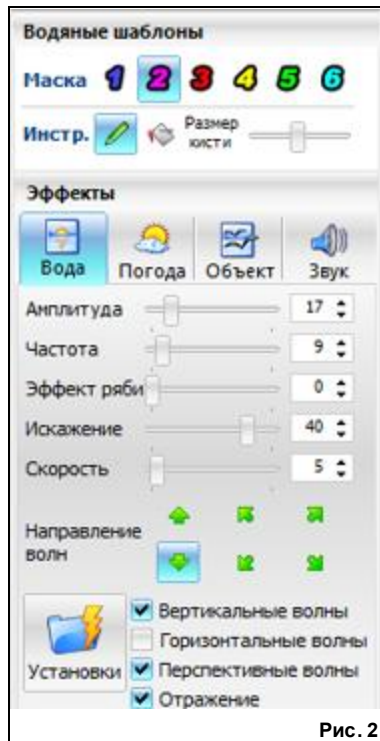 Водяные шаблоны
Маска 1 2 3 4 5 6
Инстр. Размер кисти
Эффекты
Вода Погода Объект Звук
Амплитуда 17
Частота 9
Эффект ряби 0
Искажение 40
Скорость 5
Направление
волн
Вертикальные волны
Горизонтальные волны
Установки Перспективные волны
Отражение
Рис. 2